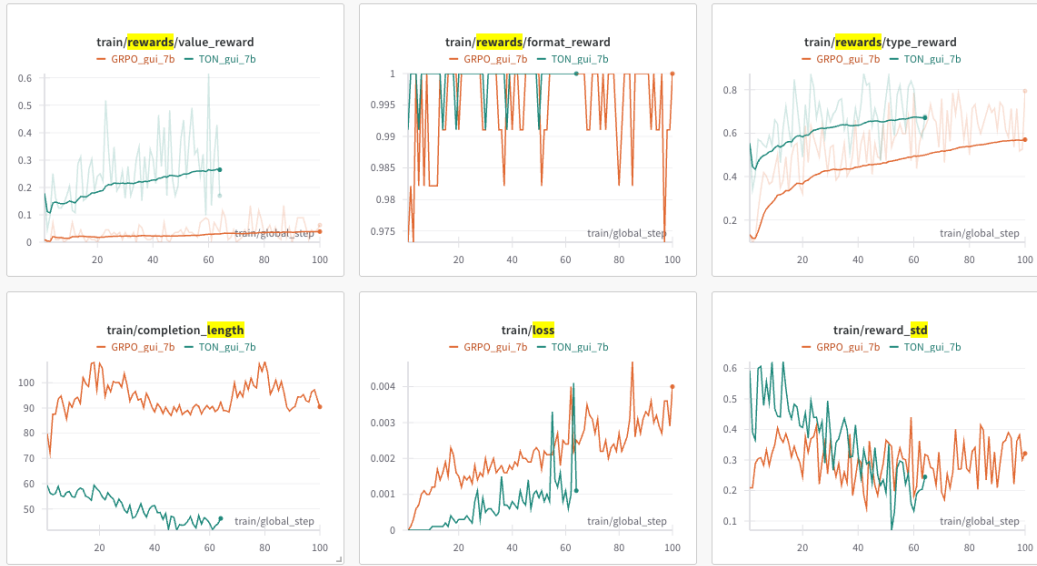 train/rewards/value_reward
GRPO_gui_7b TON_gui_7b
0.6
0.5
0.4
0.3
0.2
0.1
0
train/global_step
20 40 60 80 100
train/rewards/format_reward
GRPO_gui_7b TON_gui_7b
1
0.995
0.99
0.985
0.98
0.975
train/global_step
20 40 60 80 100
train/rewards/type_reward
GRPO_gui_7b TON_gui_7b
0.8
0.6
0.4
0.2
train/global_step
20 40 60 80 100
train/completion_length
GRPO_gui_7b TON_gui_7b
100
90
80
70
60
50
train/global_step
20 40 60 80 100
train/loss
GRPO_gui_7b TON_gui_7b
0.004
0.003
0.002
0.001
0
train/global_step
20 40 60 80 100
train/reward_std
GRPO_gui_7b TON_gui_7b
0.6
0.5
0.4
0.3
0.2
0.1
train/global_step
20 40 60 80 100